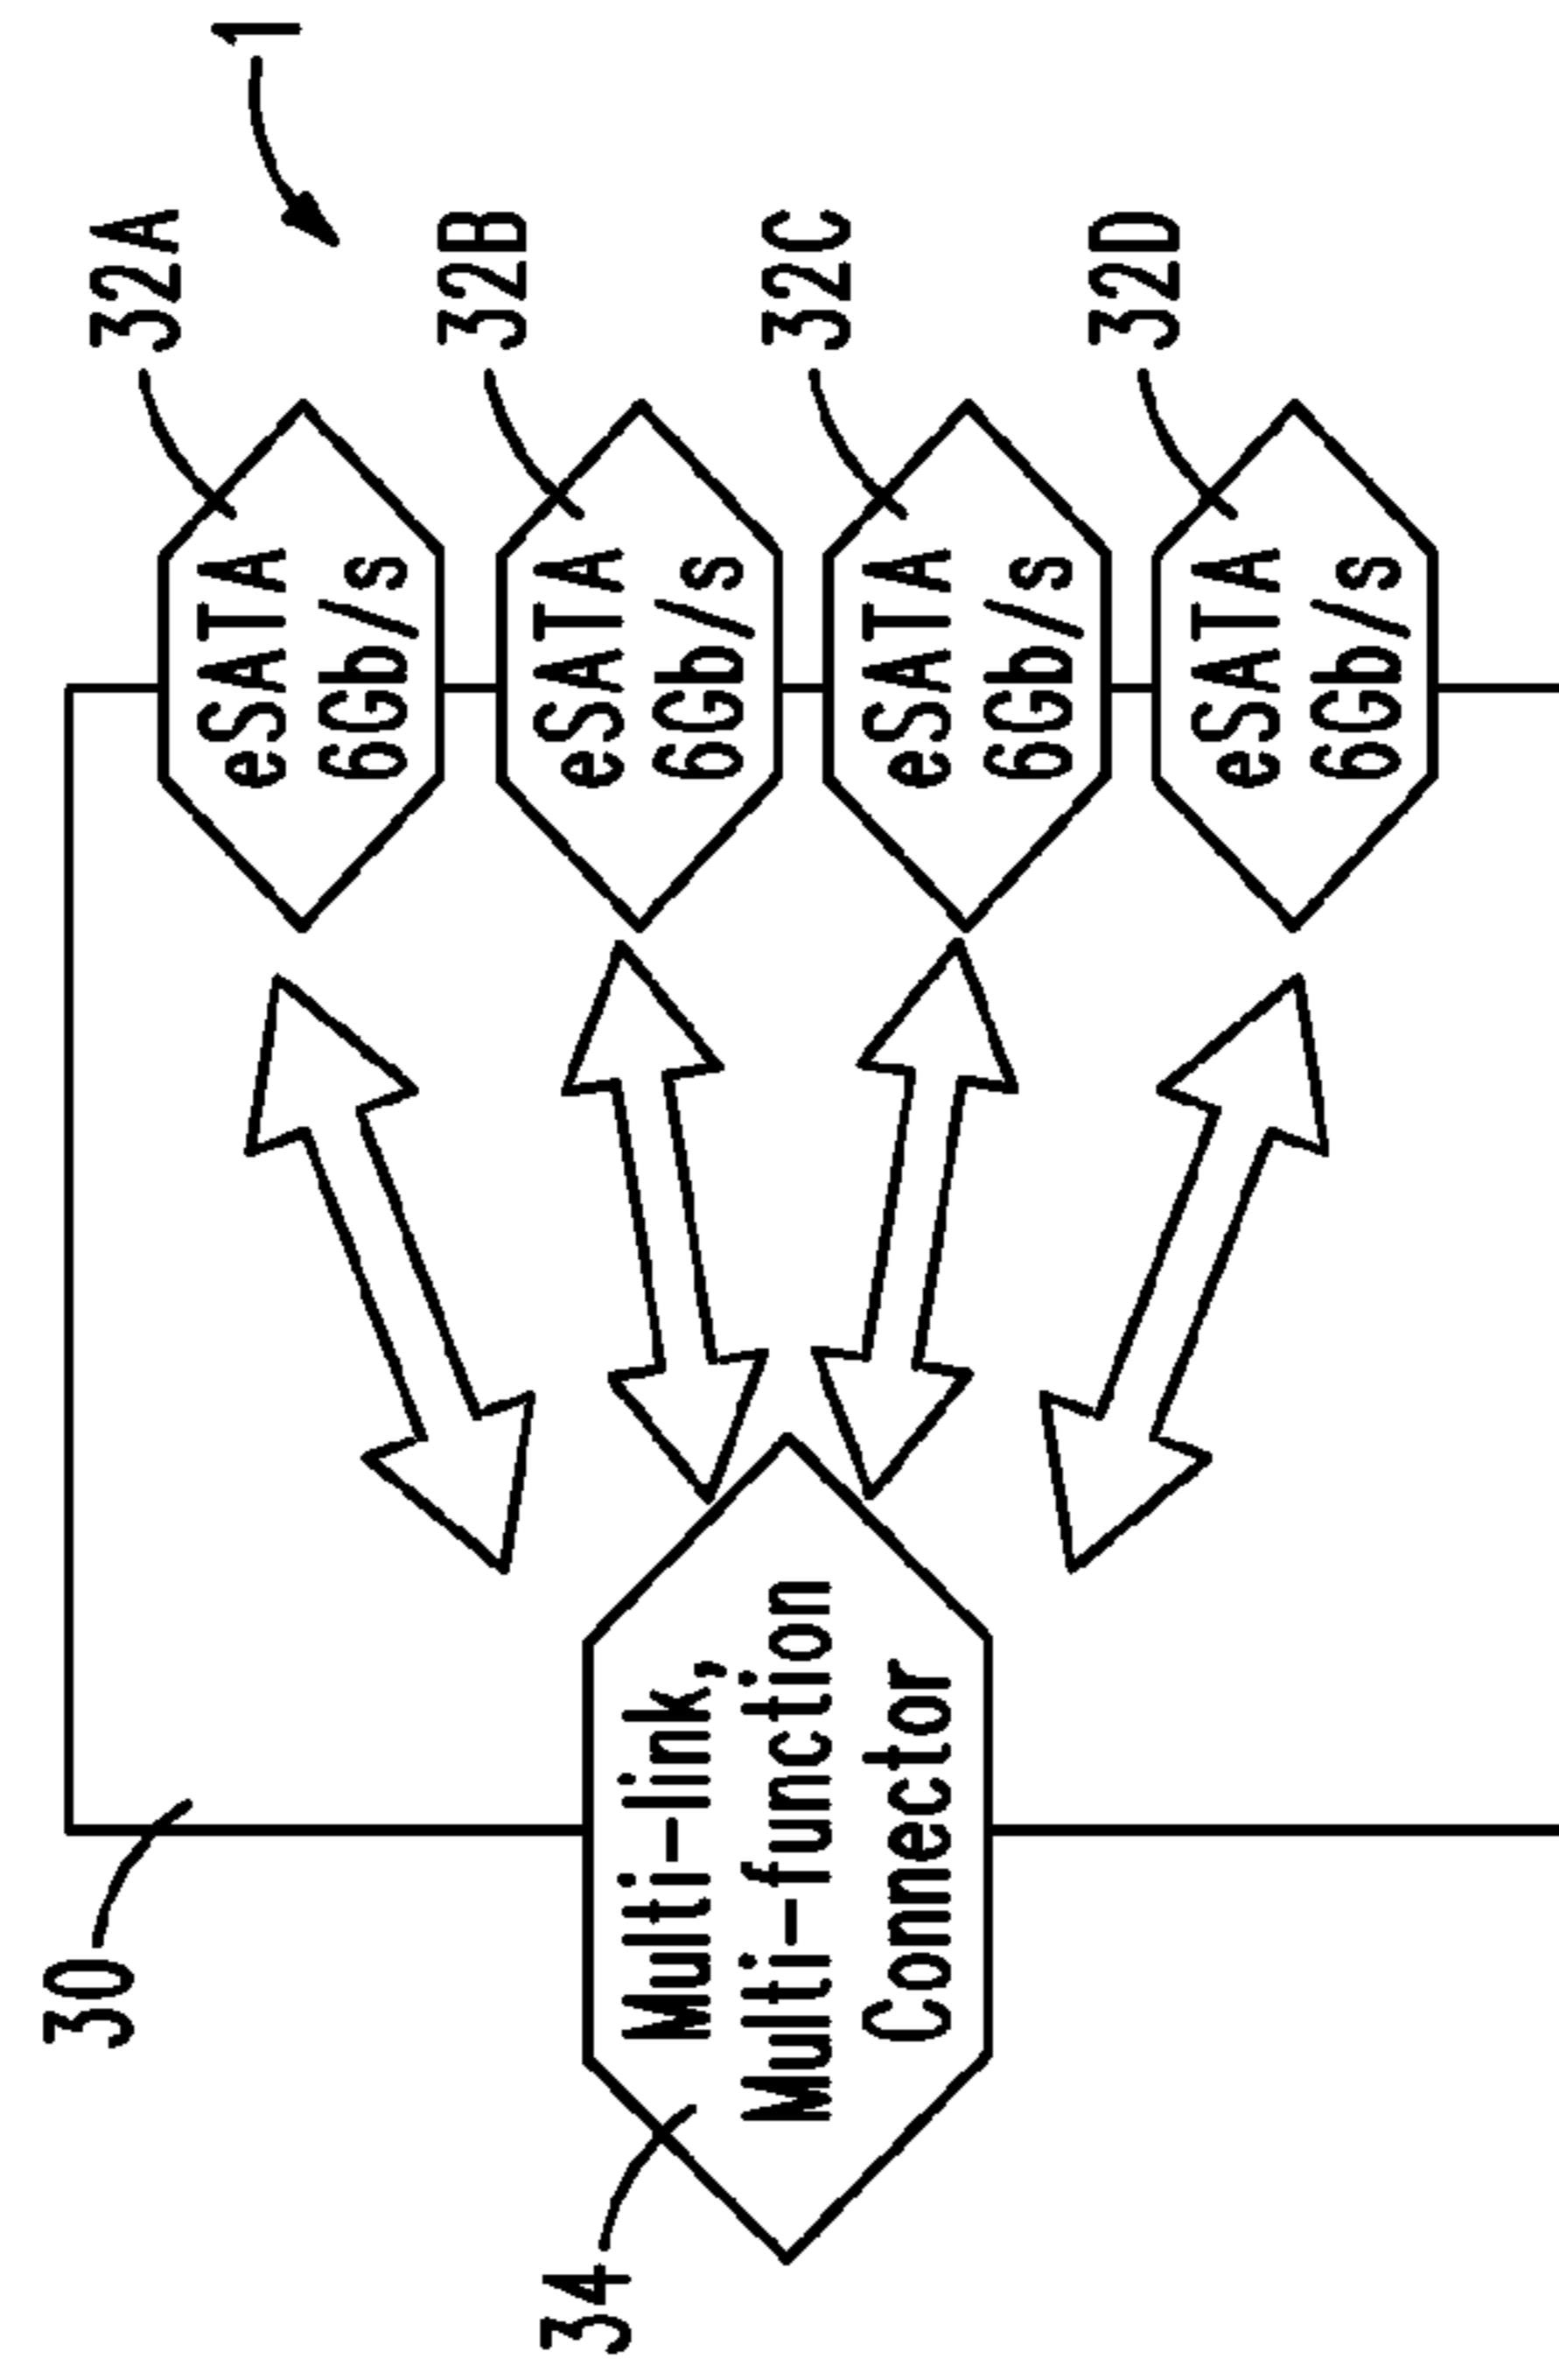 1
32A
32B
32C
32D
eSATA
6Gb/s
eSATA
6Gb/s
eSATA
6Gb/s
eSATA
6Gb/s
Multi-link,
Multi-function
Connector
30
34